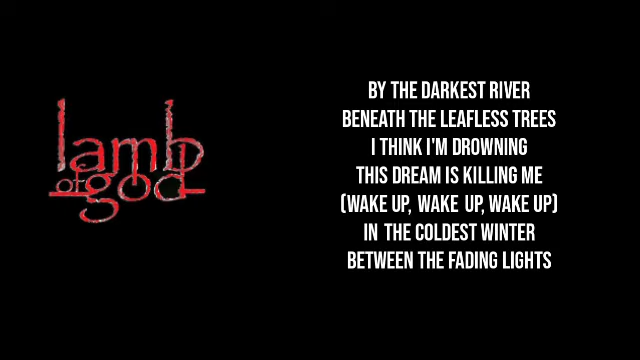 lamb
of god
BY THE DARKEST RIVER
BENEATH THE LEAFLESS TREES
I THINK I'M DROWNING
THIS DREAM IS KILLING ME
(WAKE UP, WAKE UP, WAKE UP)
IN THE COLDEST WINTER
BETWEEN THE FADING LIGHTS